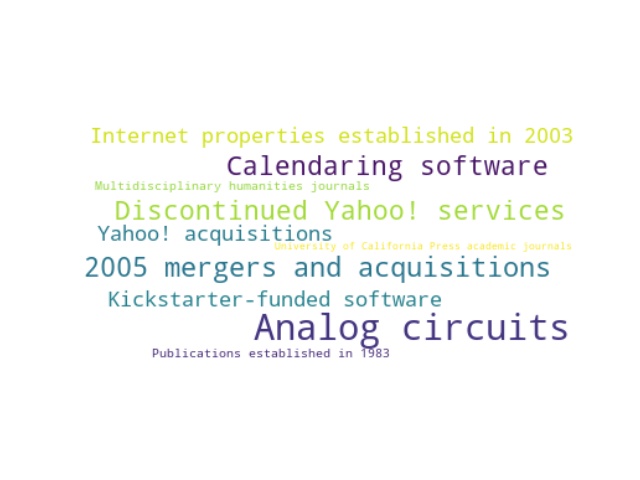 Internet properties established in 2003
Calendaring software
Multidisciplinary humanities journals
Discontinued Yahoo! services
Yahoo! acquisitions
University of California Press academic journals
2005 mergers and acquisitions
Kickstarter-funded software
Analog circuits
Publications established in 1983